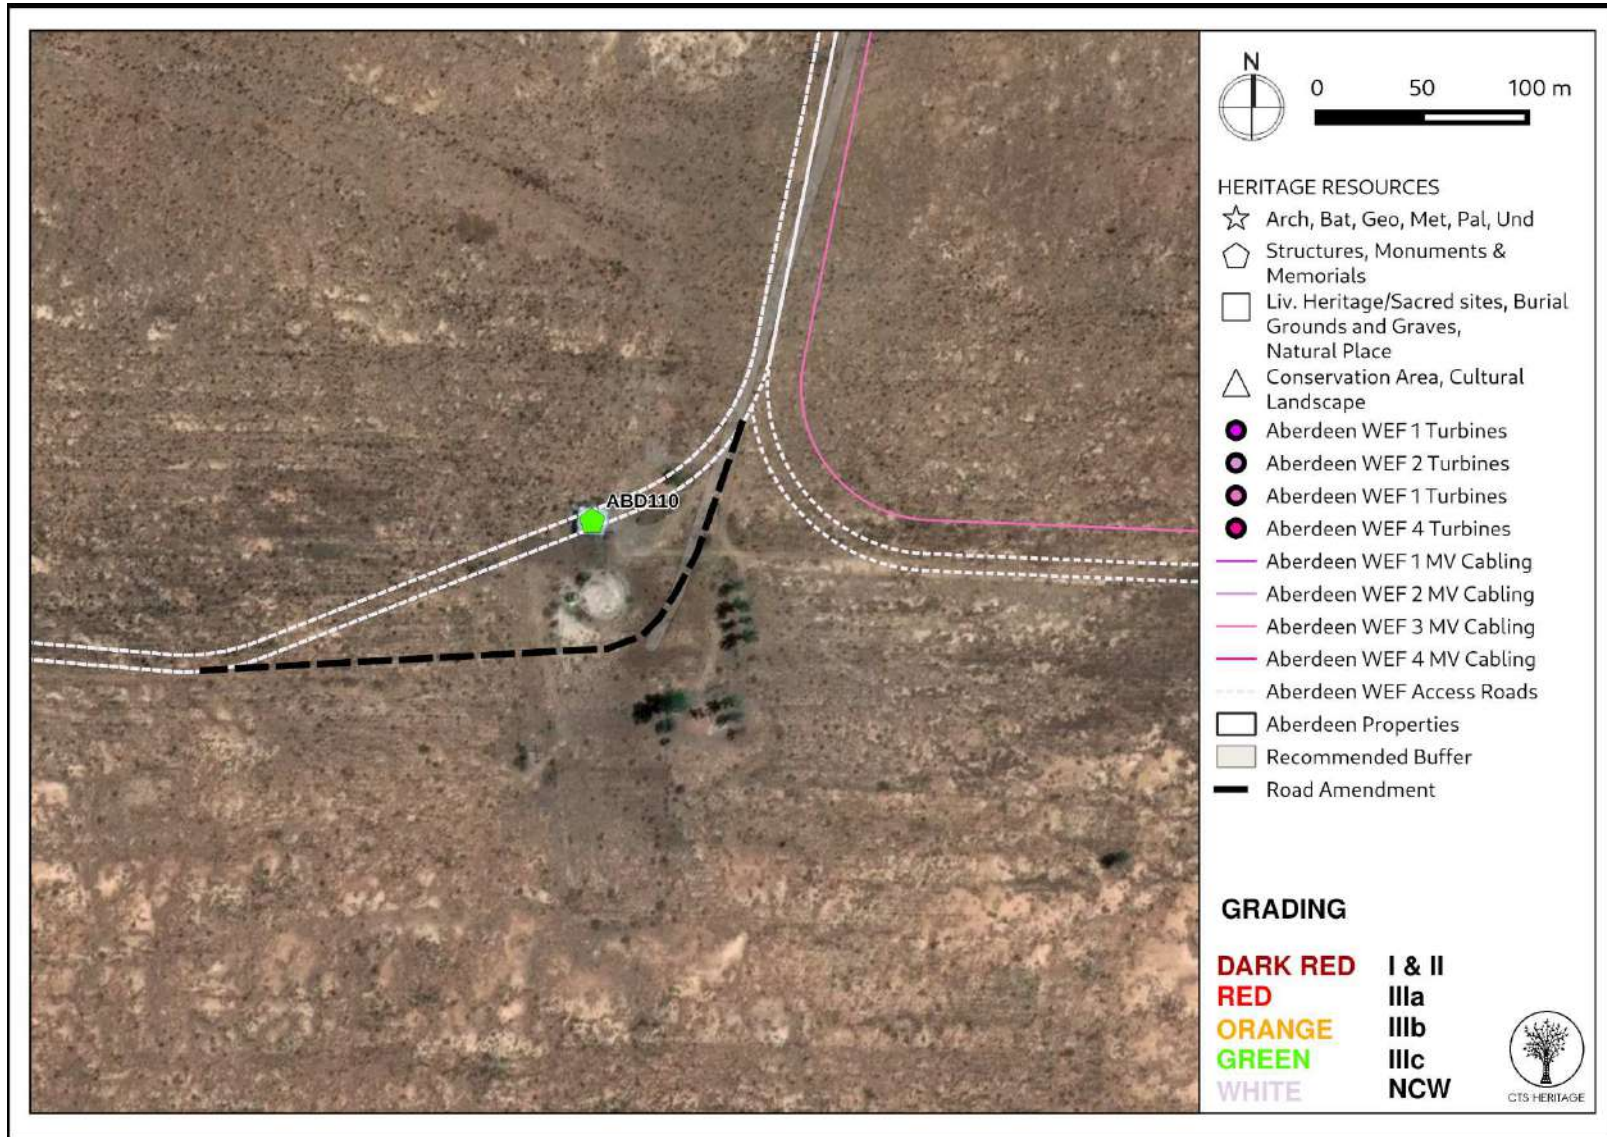 ABD110
N
0 50 100 m
HERITAGE RESOURCES
Arch, Bat, Geo, Met, Pal, Und
Structures, Monuments &
Memorials
Liv. Heritage/Sacred sites, Burial
Grounds and Graves,
Natural Place
Conservation Area, Cultural
Landscape
Aberdeen WEF 1 Turbines
Aberdeen WEF 2 Turbines
Aberdeen WEF 1 Turbines
Aberdeen WEF 4 Turbines
Aberdeen WEF 1 MV Cabling
Aberdeen WEF 2 MV Cabling
Aberdeen WEF 3 MV Cabling
Aberdeen WEF 4 MV Cabling
Aberdeen WEF Access Roads
Aberdeen Properties
Recommended Buffer
Road Amendment
GRADING
DARK RED I & II
RED IIIa
ORANGE IIIb
GREEN IIIc
WHITE NCW
CTS HERITAGE